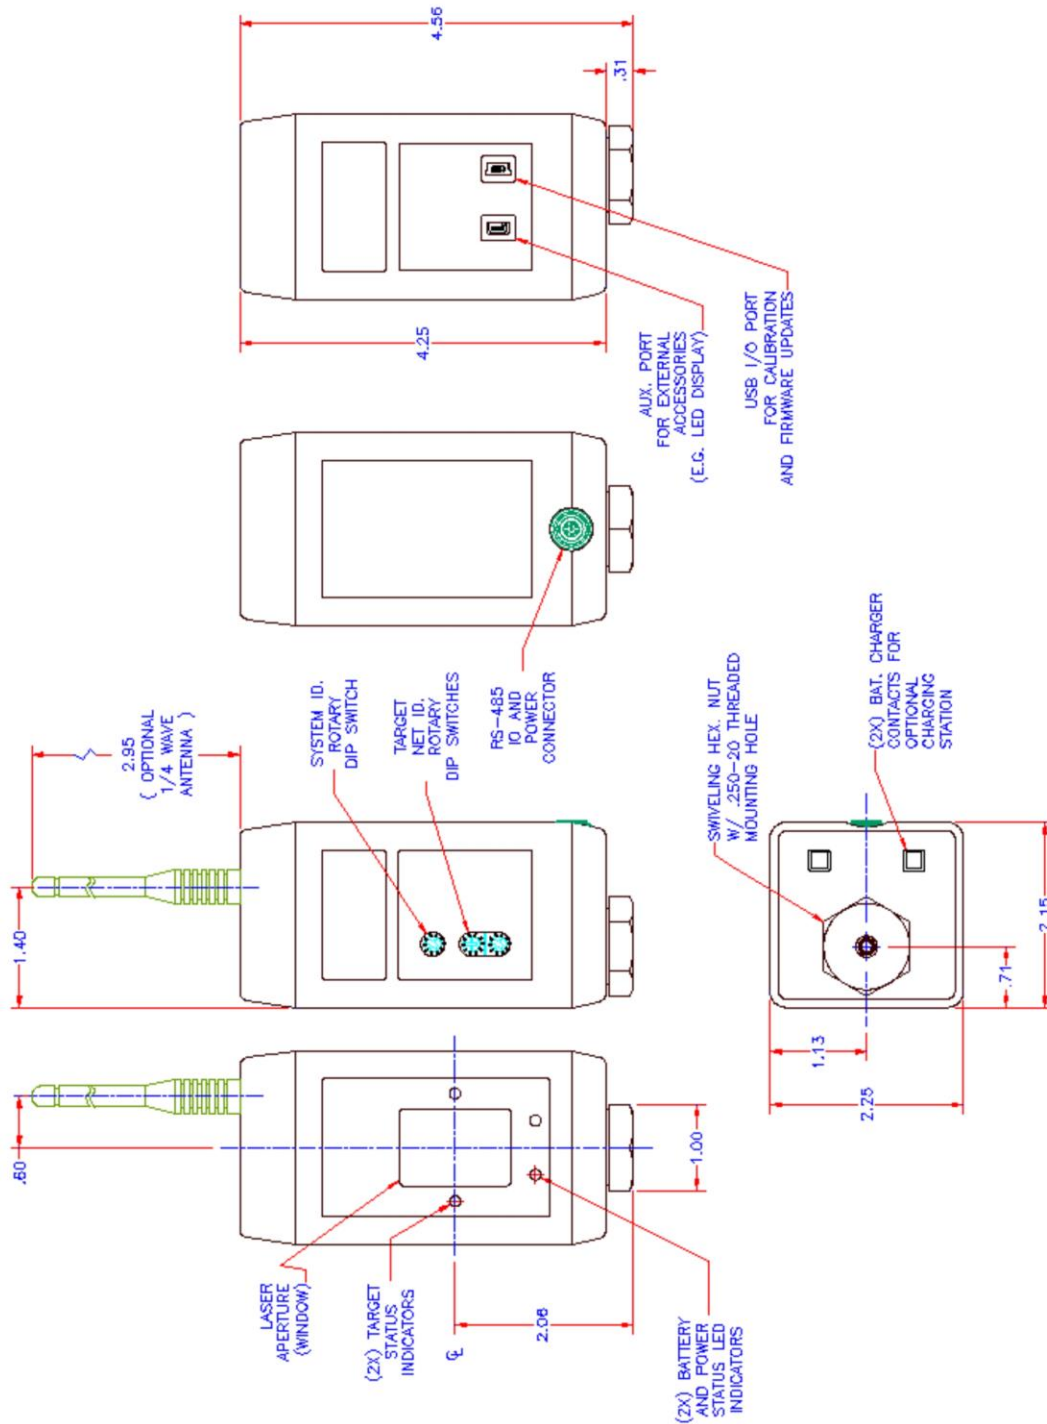 4.56
.31
4.25
AUX. PORT
FOR EXTERNAL
ACCESSORIES
(E.G. LED DISPLAY)
USB I/O PORT
FOR CALIBRATION
AND FIRMWARE UPDATES
RS-485
IO AND
POWER
CONNECTOR
2.95
( OPTIONAL
1/4 WAVE
ANTENNA )
1.40
SYSTEM ID.
ROTARY
DIP SWITCH
TARGET
NET ID.
ROTARY
DIP SWITCHES
SWIVELING HEX. NUT
W/ .250-20 THREADED
MOUNTING HOLE
(2X) BAT. CHARGER
CONTACTS FOR
OPTIONAL
CHARGING
STATION
.71
2.15
1.13
2.25
.60
LASER
APERTURE
(WINDOW)
(2X) TARGET
STATUS
INDICATORS
℄
2.06
1.00
(2X) BATTERY
AND POWER
STATUS LED
INDICATORS